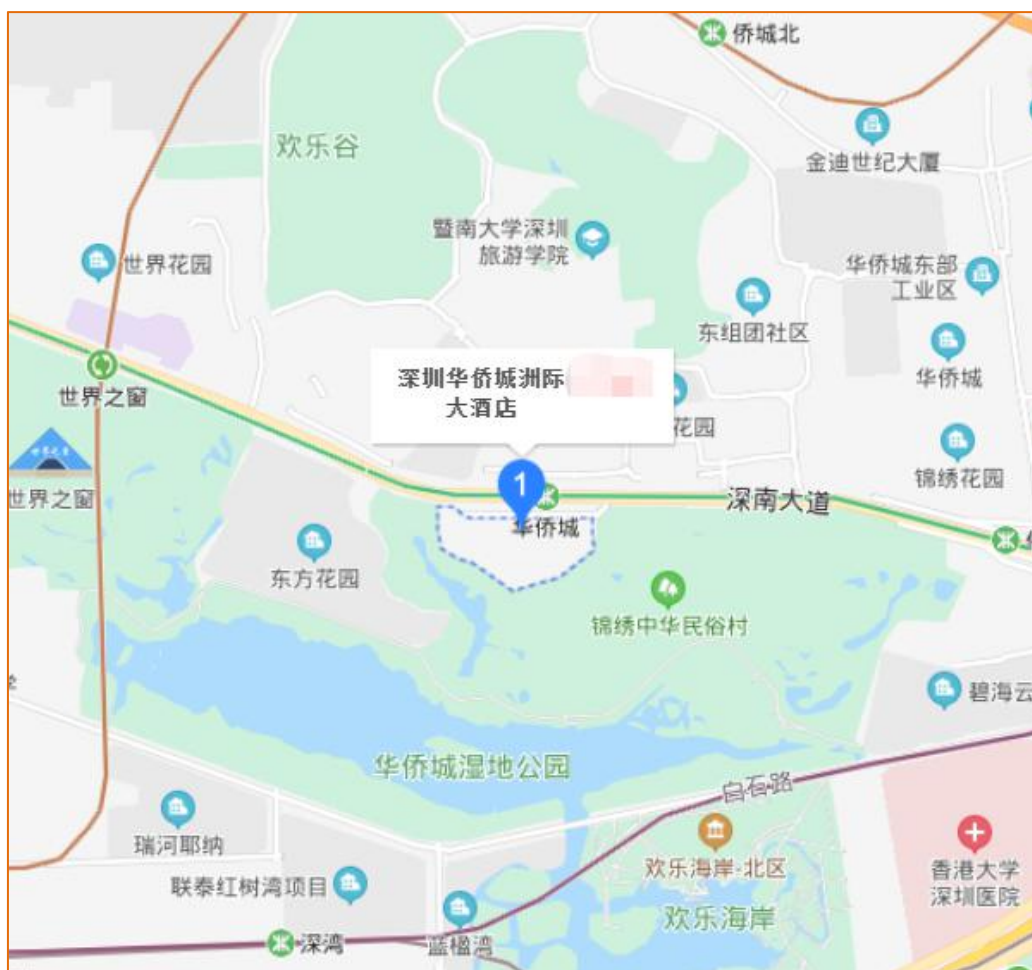 侨城北
欢乐谷
金迪世纪大厦
暨南大学深圳
旅游学院
世界花园
华侨城东部
工业区
东组团社区
华侨城
世界之窗
深圳华侨城洲际
大酒店
花园
锦绣花园
世界之窗
世界之窗
1
深南大道
华侨城
东方花园
锦绣中华民俗村
碧海云
华侨城湿地公园
白石路
瑞河耶纳
欢乐海岸-北区
香港大学
深圳医院
联泰红树湾项目
欢乐海岸
深湾
蓝楹湾